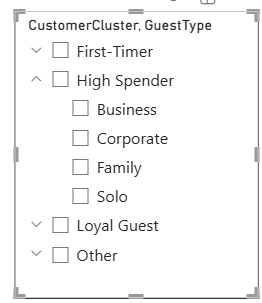 CustomerCluster, GuestType
First-Timer
High Spender
Business
Corporate
Family
Solo
Loyal Guest
Other